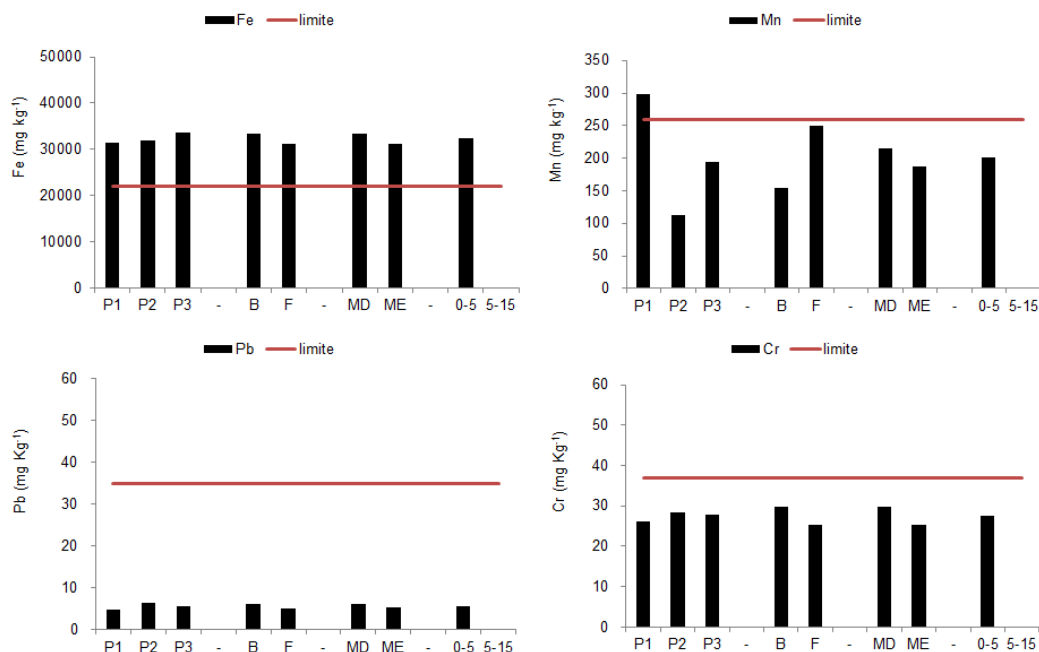 Fe limite
Fe (mg kg⁻¹)
50000
40000
30000
20000
10000
0
P1 P2 P3 - B F - MD ME - 0-5 5-15
Mn limite
Mn (mg kg⁻¹)
350
300
250
200
150
100
50
0
P1 P2 P3 - B F - MD ME - 0-5 5-15
Pb limite
Pb (mg Kg⁻¹)
60
50
40
30
20
10
0
P1 P2 P3 - B F - MD ME - 0-5 5-15
Cr limite
Cr (mg Kg⁻¹)
60
50
40
30
20
10
0
P1 P2 P3 - B F - MD ME - 0-5 5-15